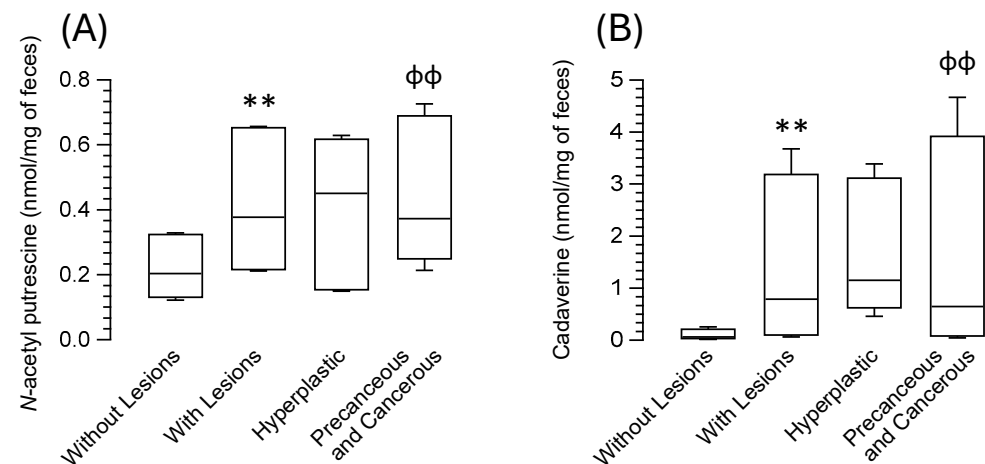 (A)
N-acetyl putrescine (nmol/mg of feces)
0.8
0.6
0.4
0.2
0.0
**
ϕϕ
Without Lesions
With Lesions
Hyperplastic
Precanceous
and Cancerous
(B)
Cadaverine (nmol/mg of feces)
5
4
3
2
1
0
**
ϕϕ
Without Lesions
With Lesions
Hyperplastic
Precanceous
and Cancerous